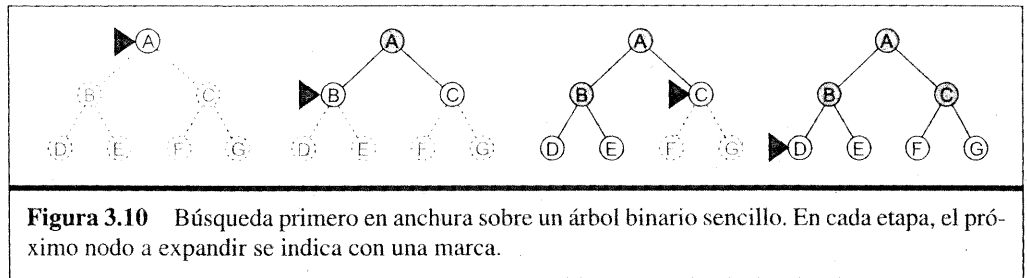 A A A A
B C B C B C B C
D E F G D E F G D E F G D E F G
Figura 3.10 Búsqueda primero en anchura sobre un árbol binario sencillo. En cada etapa, el pró-
ximo nodo a expandir se indica con una marca.